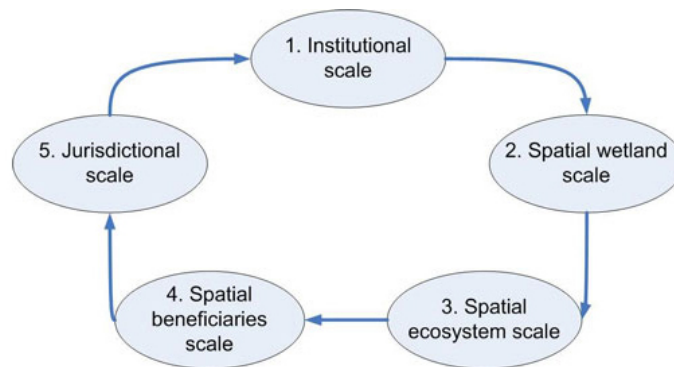 1. Institutional
scale
2. Spatial wetland
scale
3. Spatial
ecosystem scale
4. Spatial
beneficiaries
scale
5. Jurisdictional
scale